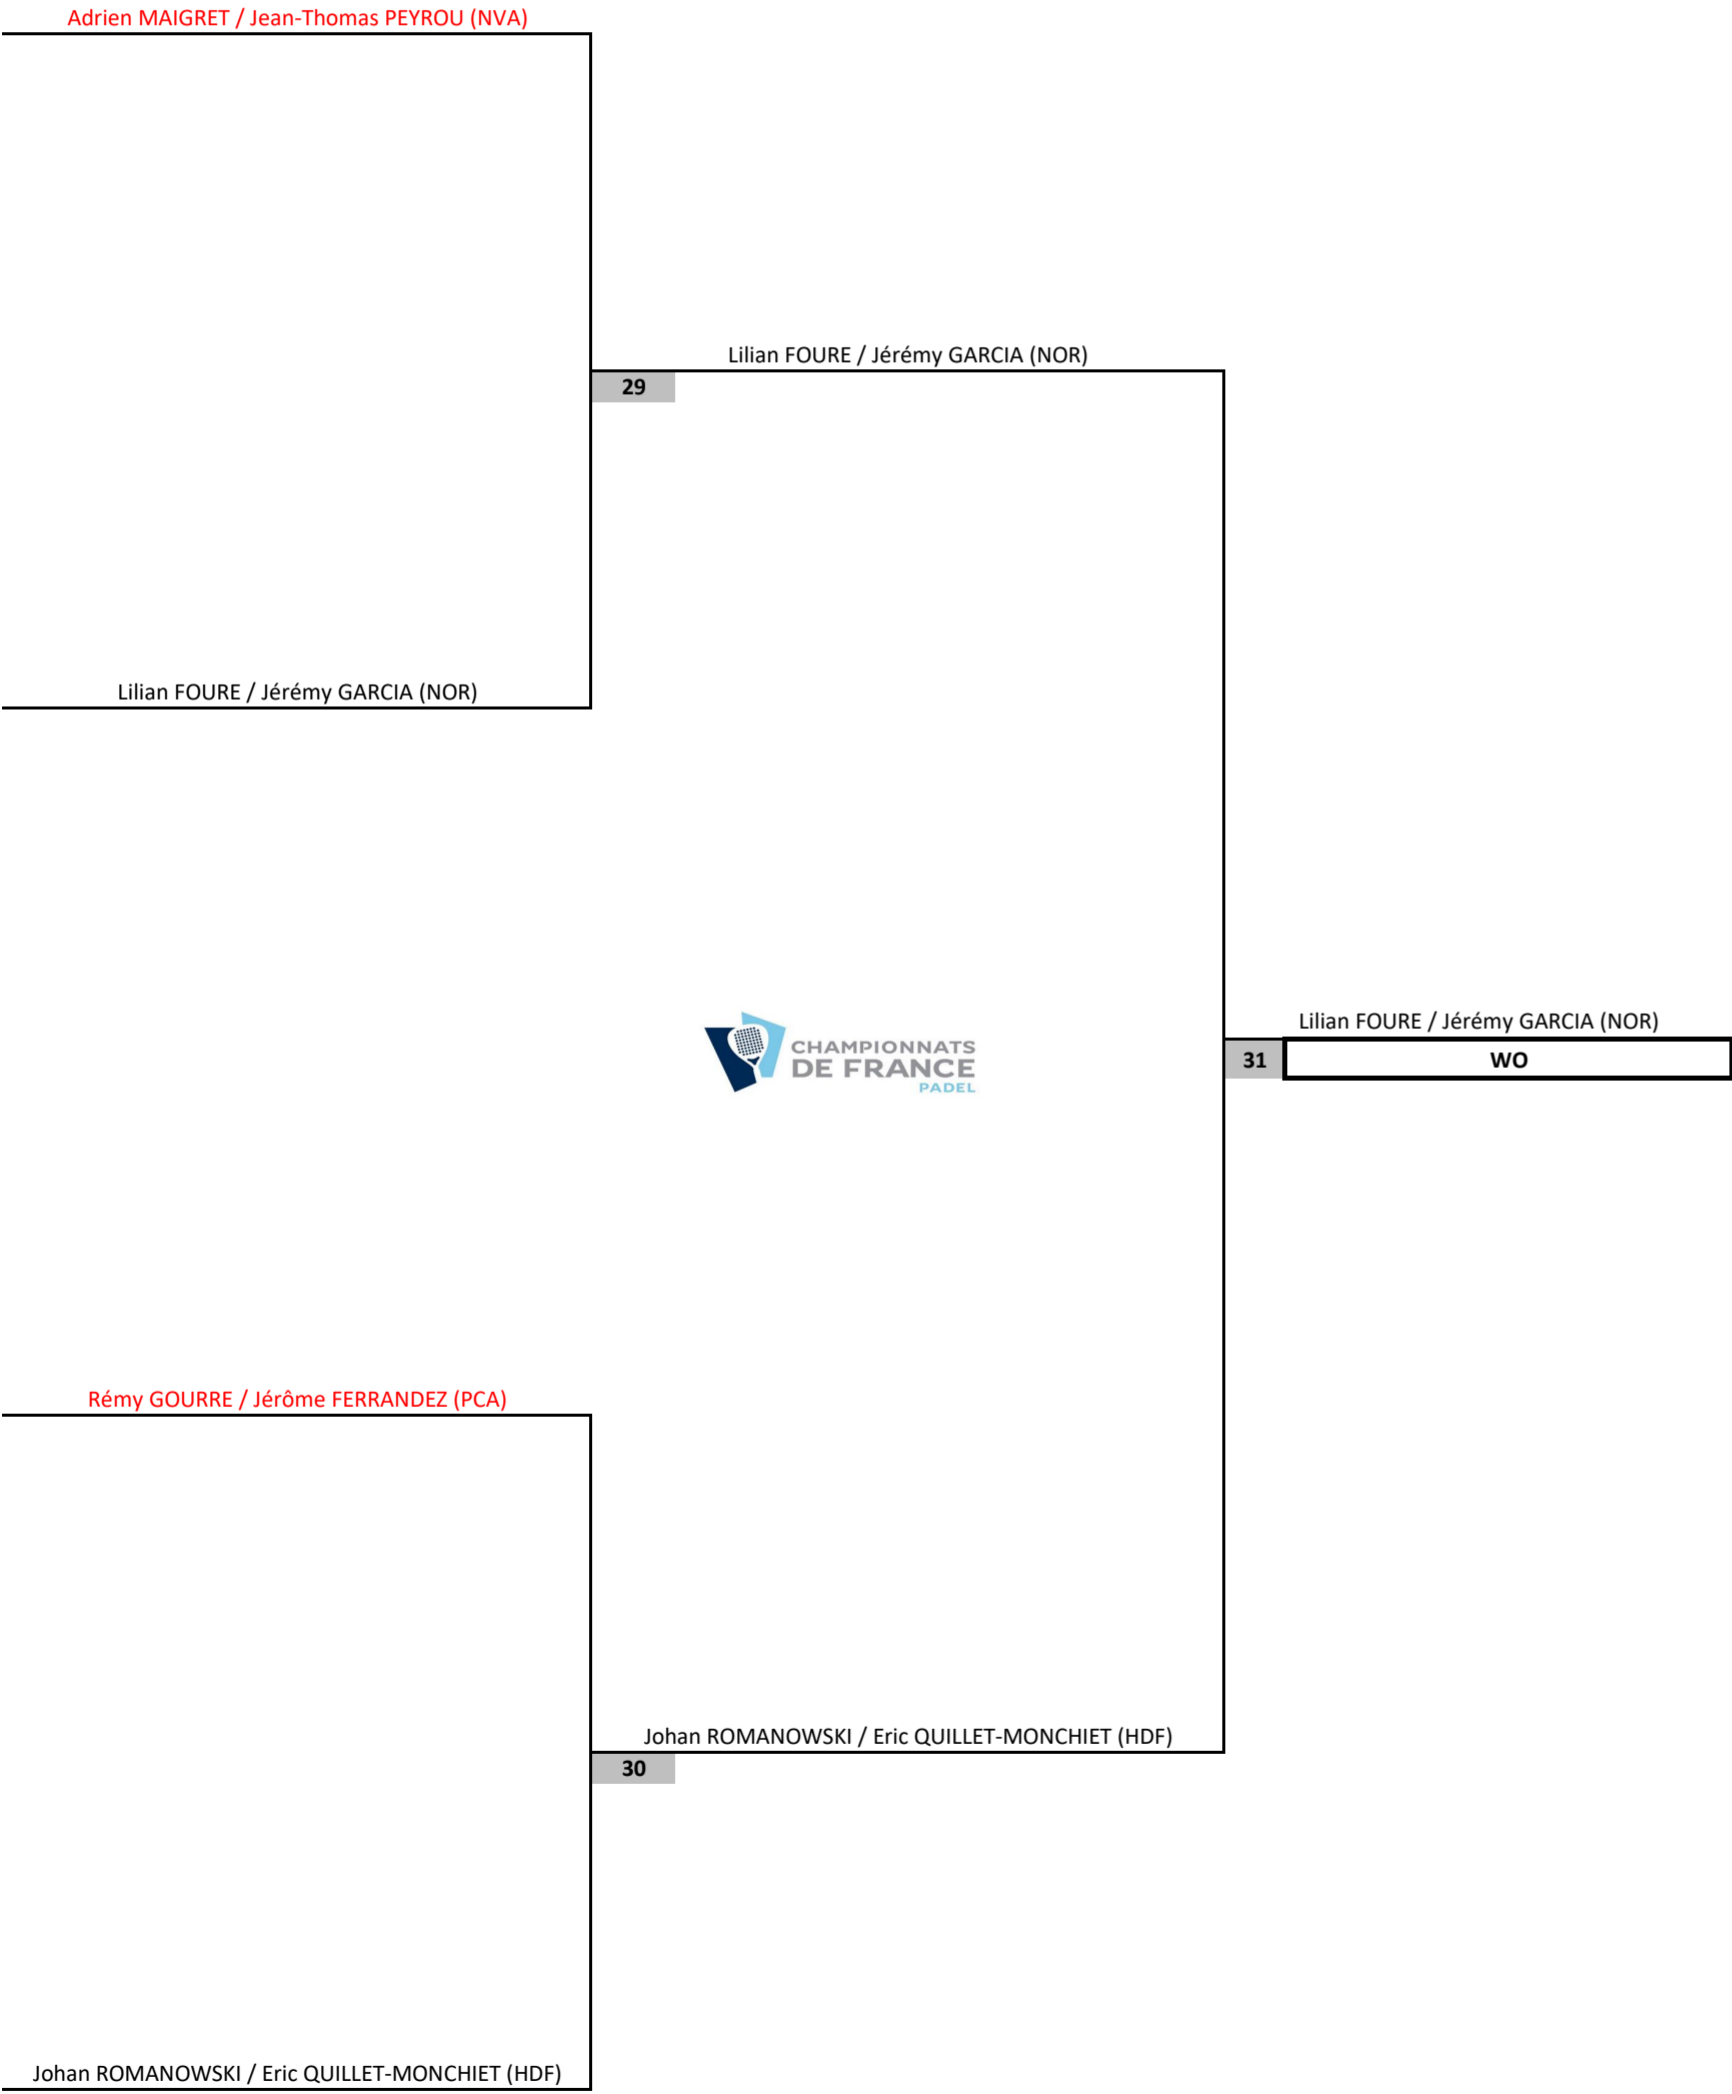 Adrien MAIGRET / Jean-Thomas PEYROU (NVA)
Lilian FOURE / Jérémy GARCIA (NOR)
29
Lilian FOURE / Jérémy GARCIA (NOR)
CHAMPIONNATS
DE FRANCE
PADEL
Lilian FOURE / Jérémy GARCIA (NOR)
31
WO
Rémy GOURRE / Jérôme FERRANDEZ (PCA)
Johan ROMANOWSKI / Eric QUILLET-MONCHIET (HDF)
30
Johan ROMANOWSKI / Eric QUILLET-MONCHIET (HDF)